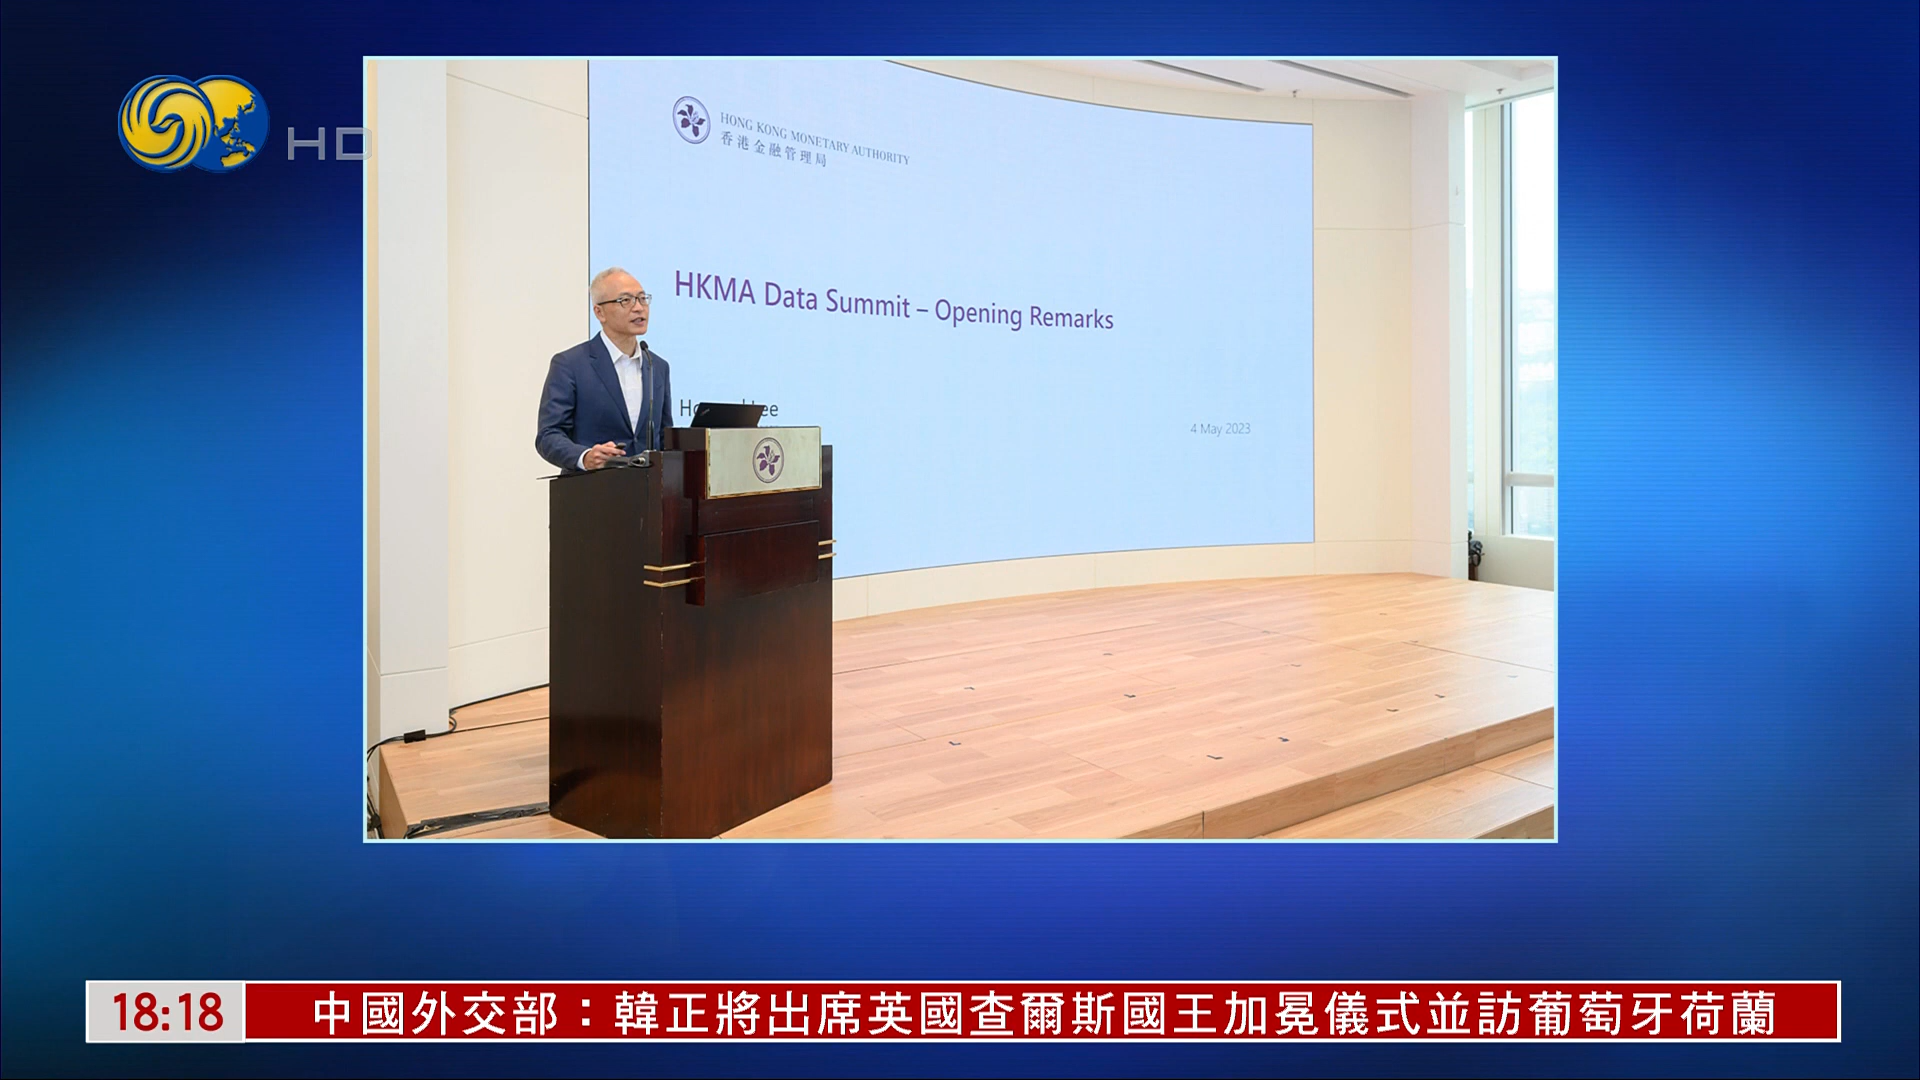 HD
HONG KONG MONETARY AUTHORITY
香港金融管理局
HKMA Data Summit – Opening Remarks
4 May 2023
18:18 中國外交部：韓正將出席英國查爾斯國王加冕儀式並訪葡萄牙荷蘭